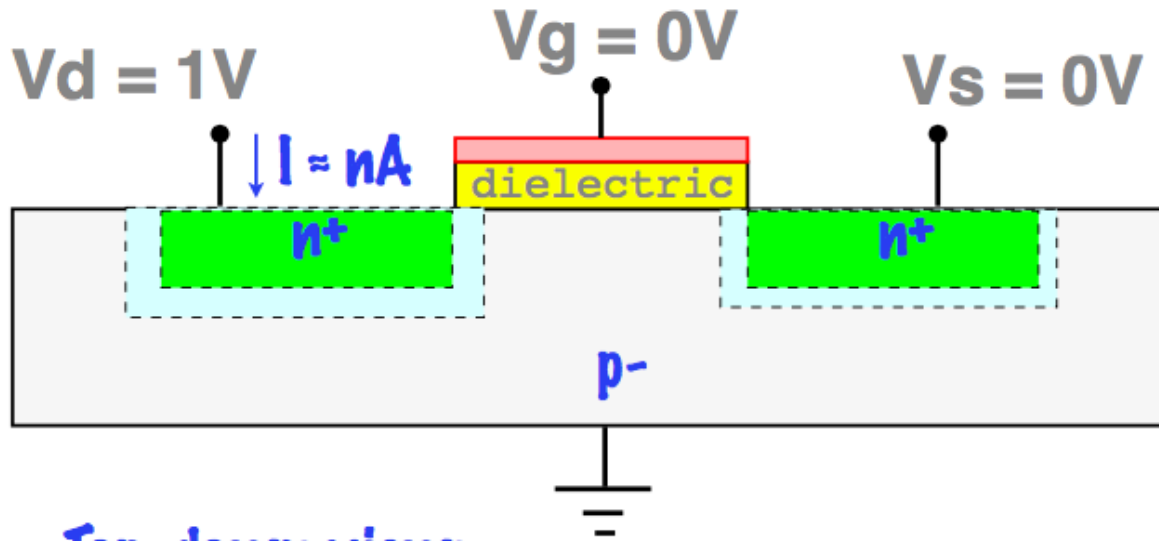 Vd = 1V
Vg = 0V
Vs = 0V
I ≈ nA
dielectric
n+
n+
p-